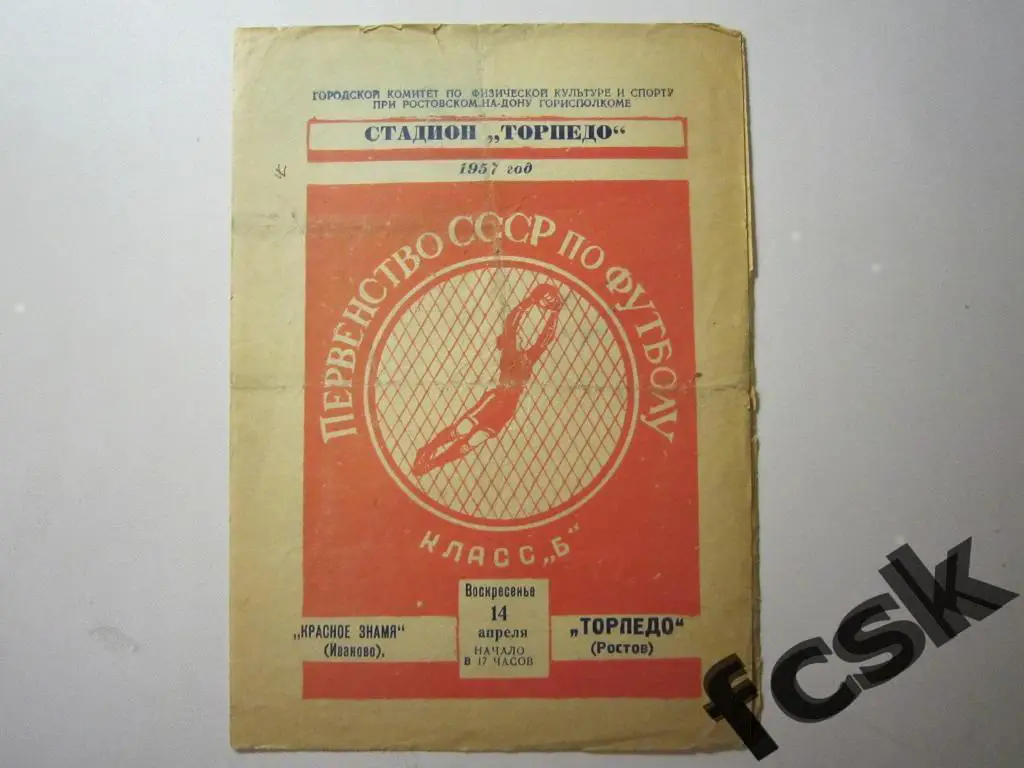 ГОРОДСКОЙ КОМИТЕТ ПО ФИЗИЧЕСКОЙ КУЛЬТУРЕ И СПОРТУ
ПРИ РОСТОВСКОМ-НА-ДОНУ ГОРИСПОЛКОМЕ
СТАДИОН „ТОРПЕДО“
1957 год
ПЕРВЕНСТВО СССР ПО ФУТБОЛУ
КЛАСС „Б“
Воскресенье
14
апреля
НАЧАЛО
В 17 ЧАСОВ
„КРАСНОЕ ЗНАМЯ“
(Иваново),
„ТОРПЕДО“
(Ростов)
fcsk